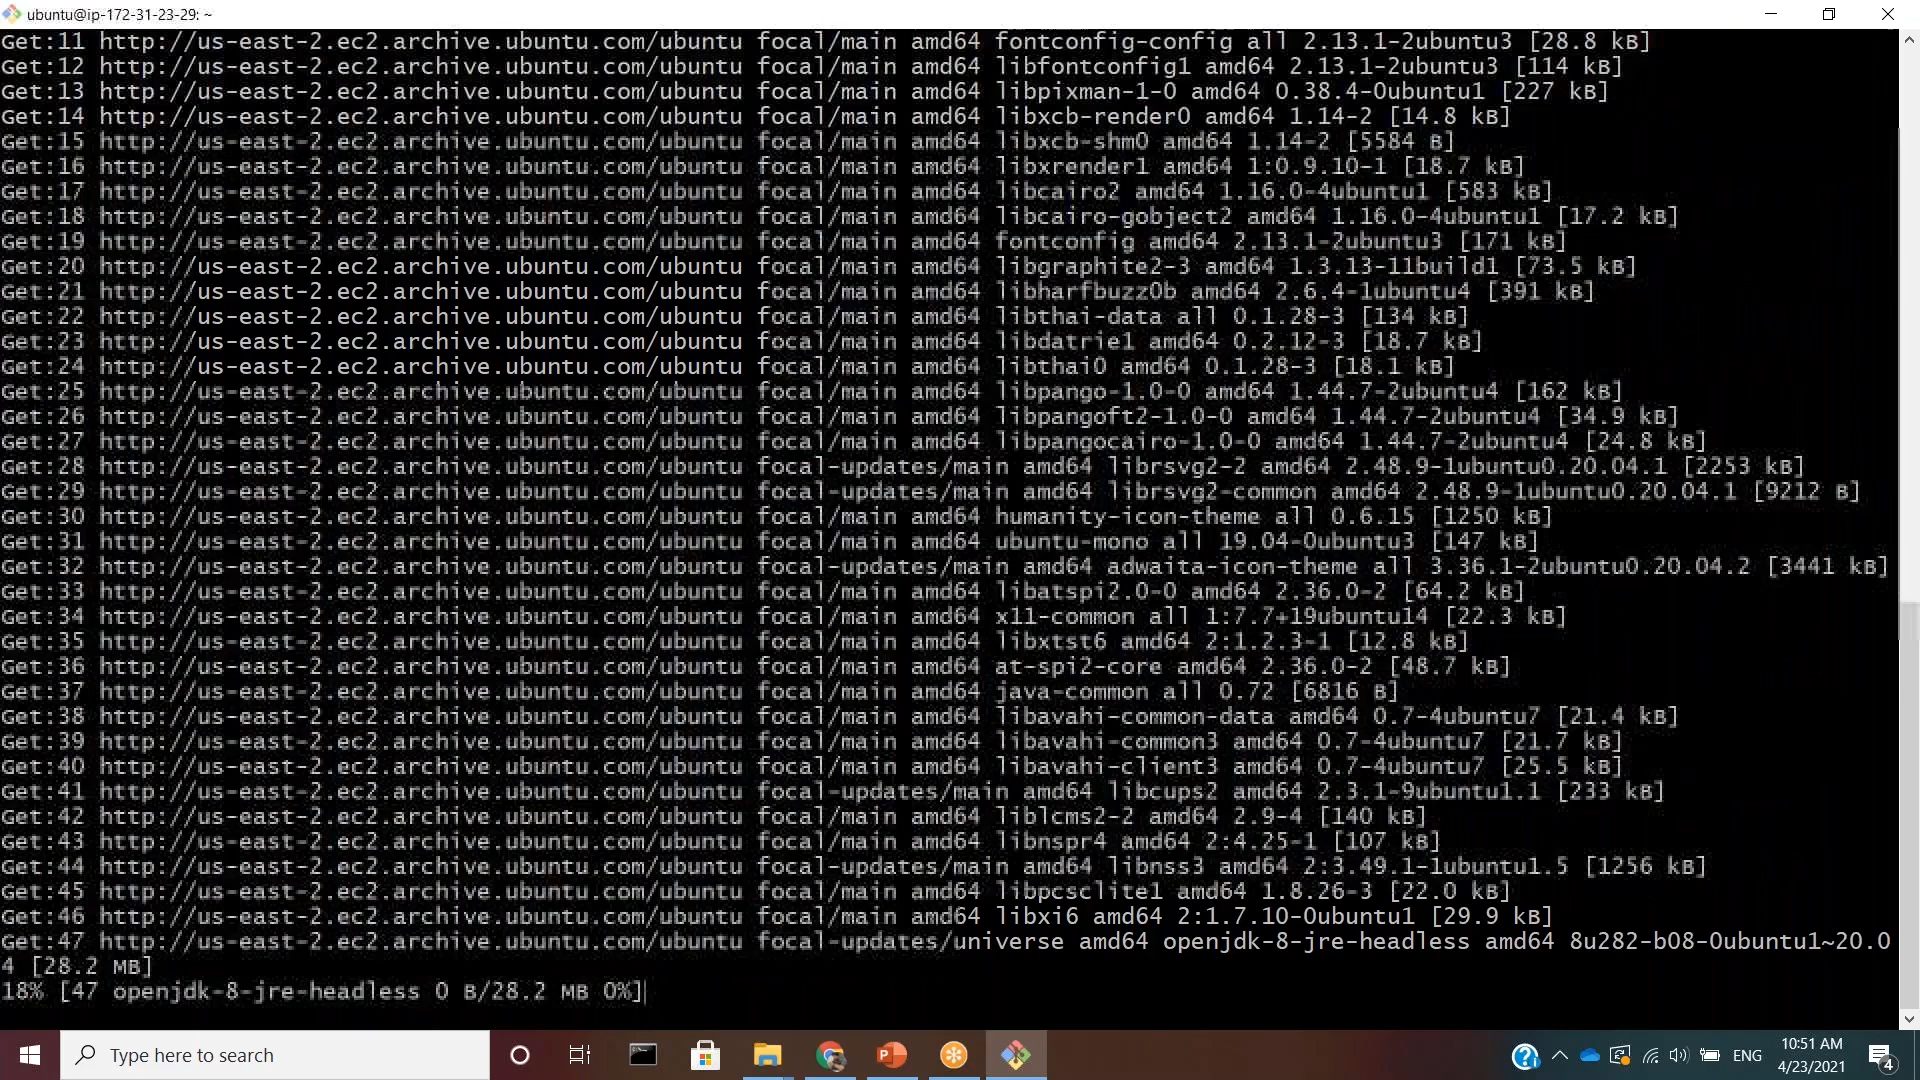 ubuntu@ip-172-31-23-29: ~
Get:11 http://us-east-2.ec2.archive.ubuntu.com/ubuntu focal/main amd64 fontconfig-config all 2.13.1-2ubuntu3 [28.8 kB]
Get:12 http://us-east-2.ec2.archive.ubuntu.com/ubuntu focal/main amd64 libfontconfig1 amd64 2.13.1-2ubuntu3 [114 kB]
Get:13 http://us-east-2.ec2.archive.ubuntu.com/ubuntu focal/main amd64 libpixman-1-0 amd64 0.38.4-0ubuntu1 [227 kB]
Get:14 http://us-east-2.ec2.archive.ubuntu.com/ubuntu focal/main amd64 libxcb-render0 amd64 1.14-2 [14.8 kB]
Get:15 http://us-east-2.ec2.archive.ubuntu.com/ubuntu focal/main amd64 libxcb-shm0 amd64 1.14-2 [5584 B]
Get:16 http://us-east-2.ec2.archive.ubuntu.com/ubuntu focal/main amd64 libxrender1 amd64 1:0.9.10-1 [18.7 kB]
Get:17 http://us-east-2.ec2.archive.ubuntu.com/ubuntu focal/main amd64 libcairo2 amd64 1.16.0-4ubuntu1 [583 kB]
Get:18 http://us-east-2.ec2.archive.ubuntu.com/ubuntu focal/main amd64 libcairo-gobject2 amd64 1.16.0-4ubuntu1 [17.2 kB]
Get:19 http://us-east-2.ec2.archive.ubuntu.com/ubuntu focal/main amd64 fontconfig amd64 2.13.1-2ubuntu3 [171 kB]
Get:20 http://us-east-2.ec2.archive.ubuntu.com/ubuntu focal/main amd64 libgraphite2-3 amd64 1.3.13-11build1 [73.5 kB]
Get:21 http://us-east-2.ec2.archive.ubuntu.com/ubuntu focal/main amd64 libharfbuzz0b amd64 2.6.4-1ubuntu4 [391 kB]
Get:22 http://us-east-2.ec2.archive.ubuntu.com/ubuntu focal/main amd64 libthai-data all 0.1.28-3 [134 kB]
Get:23 http://us-east-2.ec2.archive.ubuntu.com/ubuntu focal/main amd64 libdatrie1 amd64 0.2.12-3 [18.7 kB]
Get:24 http://us-east-2.ec2.archive.ubuntu.com/ubuntu focal/main amd64 libthai0 amd64 0.1.28-3 [18.1 kB]
Get:25 http://us-east-2.ec2.archive.ubuntu.com/ubuntu focal/main amd64 libpango-1.0-0 amd64 1.44.7-2ubuntu4 [162 kB]
Get:26 http://us-east-2.ec2.archive.ubuntu.com/ubuntu focal/main amd64 libpangoft2-1.0-0 amd64 1.44.7-2ubuntu4 [34.9 kB]
Get:27 http://us-east-2.ec2.archive.ubuntu.com/ubuntu focal/main amd64 libpangocairo-1.0-0 amd64 1.44.7-2ubuntu4 [24.8 kB]
Get:28 http://us-east-2.ec2.archive.ubuntu.com/ubuntu focal-updates/main amd64 librsvg2-2 amd64 2.48.9-1ubuntu0.20.04.1 [2253 kB]
Get:29 http://us-east-2.ec2.archive.ubuntu.com/ubuntu focal-updates/main amd64 librsvg2-common amd64 2.48.9-1ubuntu0.20.04.1 [9212 B]
Get:30 http://us-east-2.ec2.archive.ubuntu.com/ubuntu focal/main amd64 humanity-icon-theme all 0.6.15 [1250 kB]
Get:31 http://us-east-2.ec2.archive.ubuntu.com/ubuntu focal/main amd64 ubuntu-mono all 19.04-0ubuntu3 [147 kB]
Get:32 http://us-east-2.ec2.archive.ubuntu.com/ubuntu focal-updates/main amd64 adwaita-icon-theme all 3.36.1-2ubuntu0.20.04.2 [3441 kB]
Get:33 http://us-east-2.ec2.archive.ubuntu.com/ubuntu focal/main amd64 libatspi2.0-0 amd64 2.36.0-2 [64.2 kB]
Get:34 http://us-east-2.ec2.archive.ubuntu.com/ubuntu focal/main amd64 x11-common all 1:7.7+19ubuntu14 [22.3 kB]
Get:35 http://us-east-2.ec2.archive.ubuntu.com/ubuntu focal/main amd64 libxtst6 amd64 2:1.2.3-1 [12.8 kB]
Get:36 http://us-east-2.ec2.archive.ubuntu.com/ubuntu focal/main amd64 at-spi2-core amd64 2.36.0-2 [48.7 kB]
Get:37 http://us-east-2.ec2.archive.ubuntu.com/ubuntu focal/main amd64 java-common all 0.72 [6816 B]
Get:38 http://us-east-2.ec2.archive.ubuntu.com/ubuntu focal/main amd64 libavahi-common-data amd64 0.7-4ubuntu7 [21.4 kB]
Get:39 http://us-east-2.ec2.archive.ubuntu.com/ubuntu focal/main amd64 libavahi-common3 amd64 0.7-4ubuntu7 [21.7 kB]
Get:40 http://us-east-2.ec2.archive.ubuntu.com/ubuntu focal/main amd64 libavahi-client3 amd64 0.7-4ubuntu7 [25.5 kB]
Get:41 http://us-east-2.ec2.archive.ubuntu.com/ubuntu focal-updates/main amd64 libcups2 amd64 2.3.1-9ubuntu1.1 [233 kB]
Get:42 http://us-east-2.ec2.archive.ubuntu.com/ubuntu focal/main amd64 liblcms2-2 amd64 2.9-4 [140 kB]
Get:43 http://us-east-2.ec2.archive.ubuntu.com/ubuntu focal/main amd64 libnspr4 amd64 2:4.25-1 [107 kB]
Get:44 http://us-east-2.ec2.archive.ubuntu.com/ubuntu focal-updates/main amd64 libnss3 amd64 2:3.49.1-1ubuntu1.5 [1256 kB]
Get:45 http://us-east-2.ec2.archive.ubuntu.com/ubuntu focal/main amd64 libpcsclite1 amd64 1.8.26-3 [22.0 kB]
Get:46 http://us-east-2.ec2.archive.ubuntu.com/ubuntu focal/main amd64 libxi6 amd64 2:1.7.10-0ubuntu1 [29.9 kB]
Get:47 http://us-east-2.ec2.archive.ubuntu.com/ubuntu focal-updates/universe amd64 openjdk-8-jre-headless amd64 8u282-b08-0ubuntu1~20.0
4 [28.2 MB]
18% [47 openjdk-8-jre-headless 0 B/28.2 MB 0%]
Type here to search
ENG
10:51 AM
4/23/2021
4